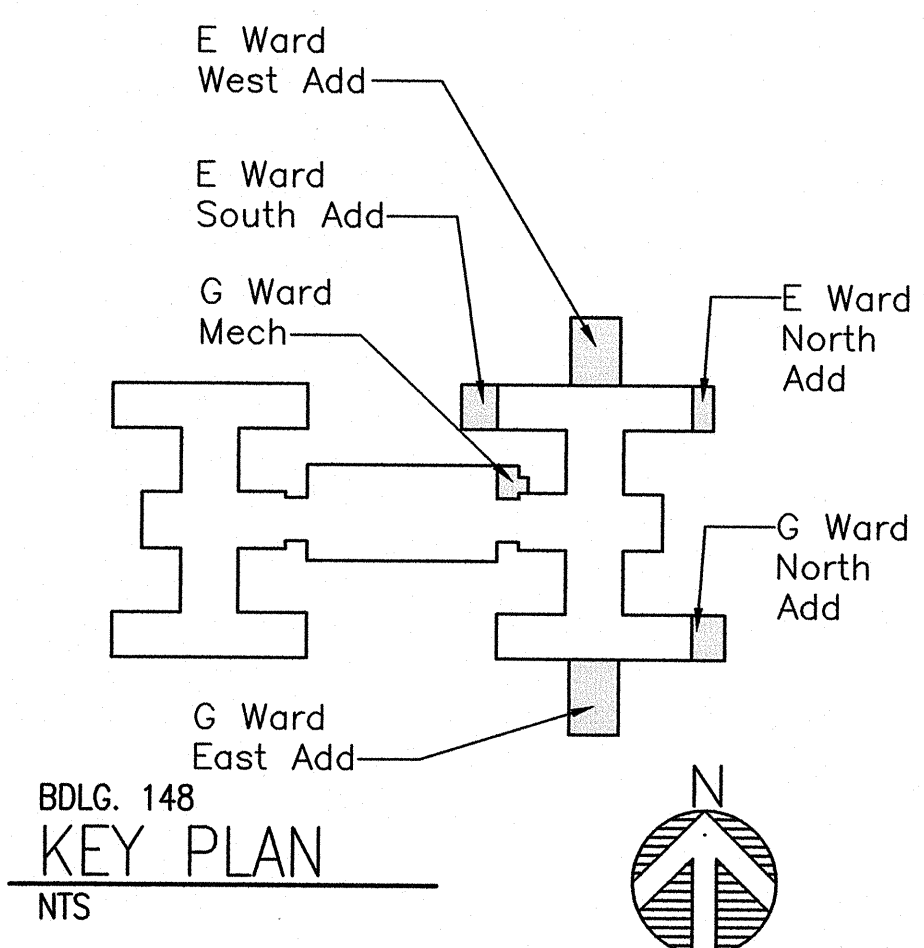 E Ward
West Add
E Ward
South Add
G Ward
Mech
E Ward
North
Add
G Ward
North
Add
G Ward
East Add
BDLG. 148
KEY PLAN
NTS
N